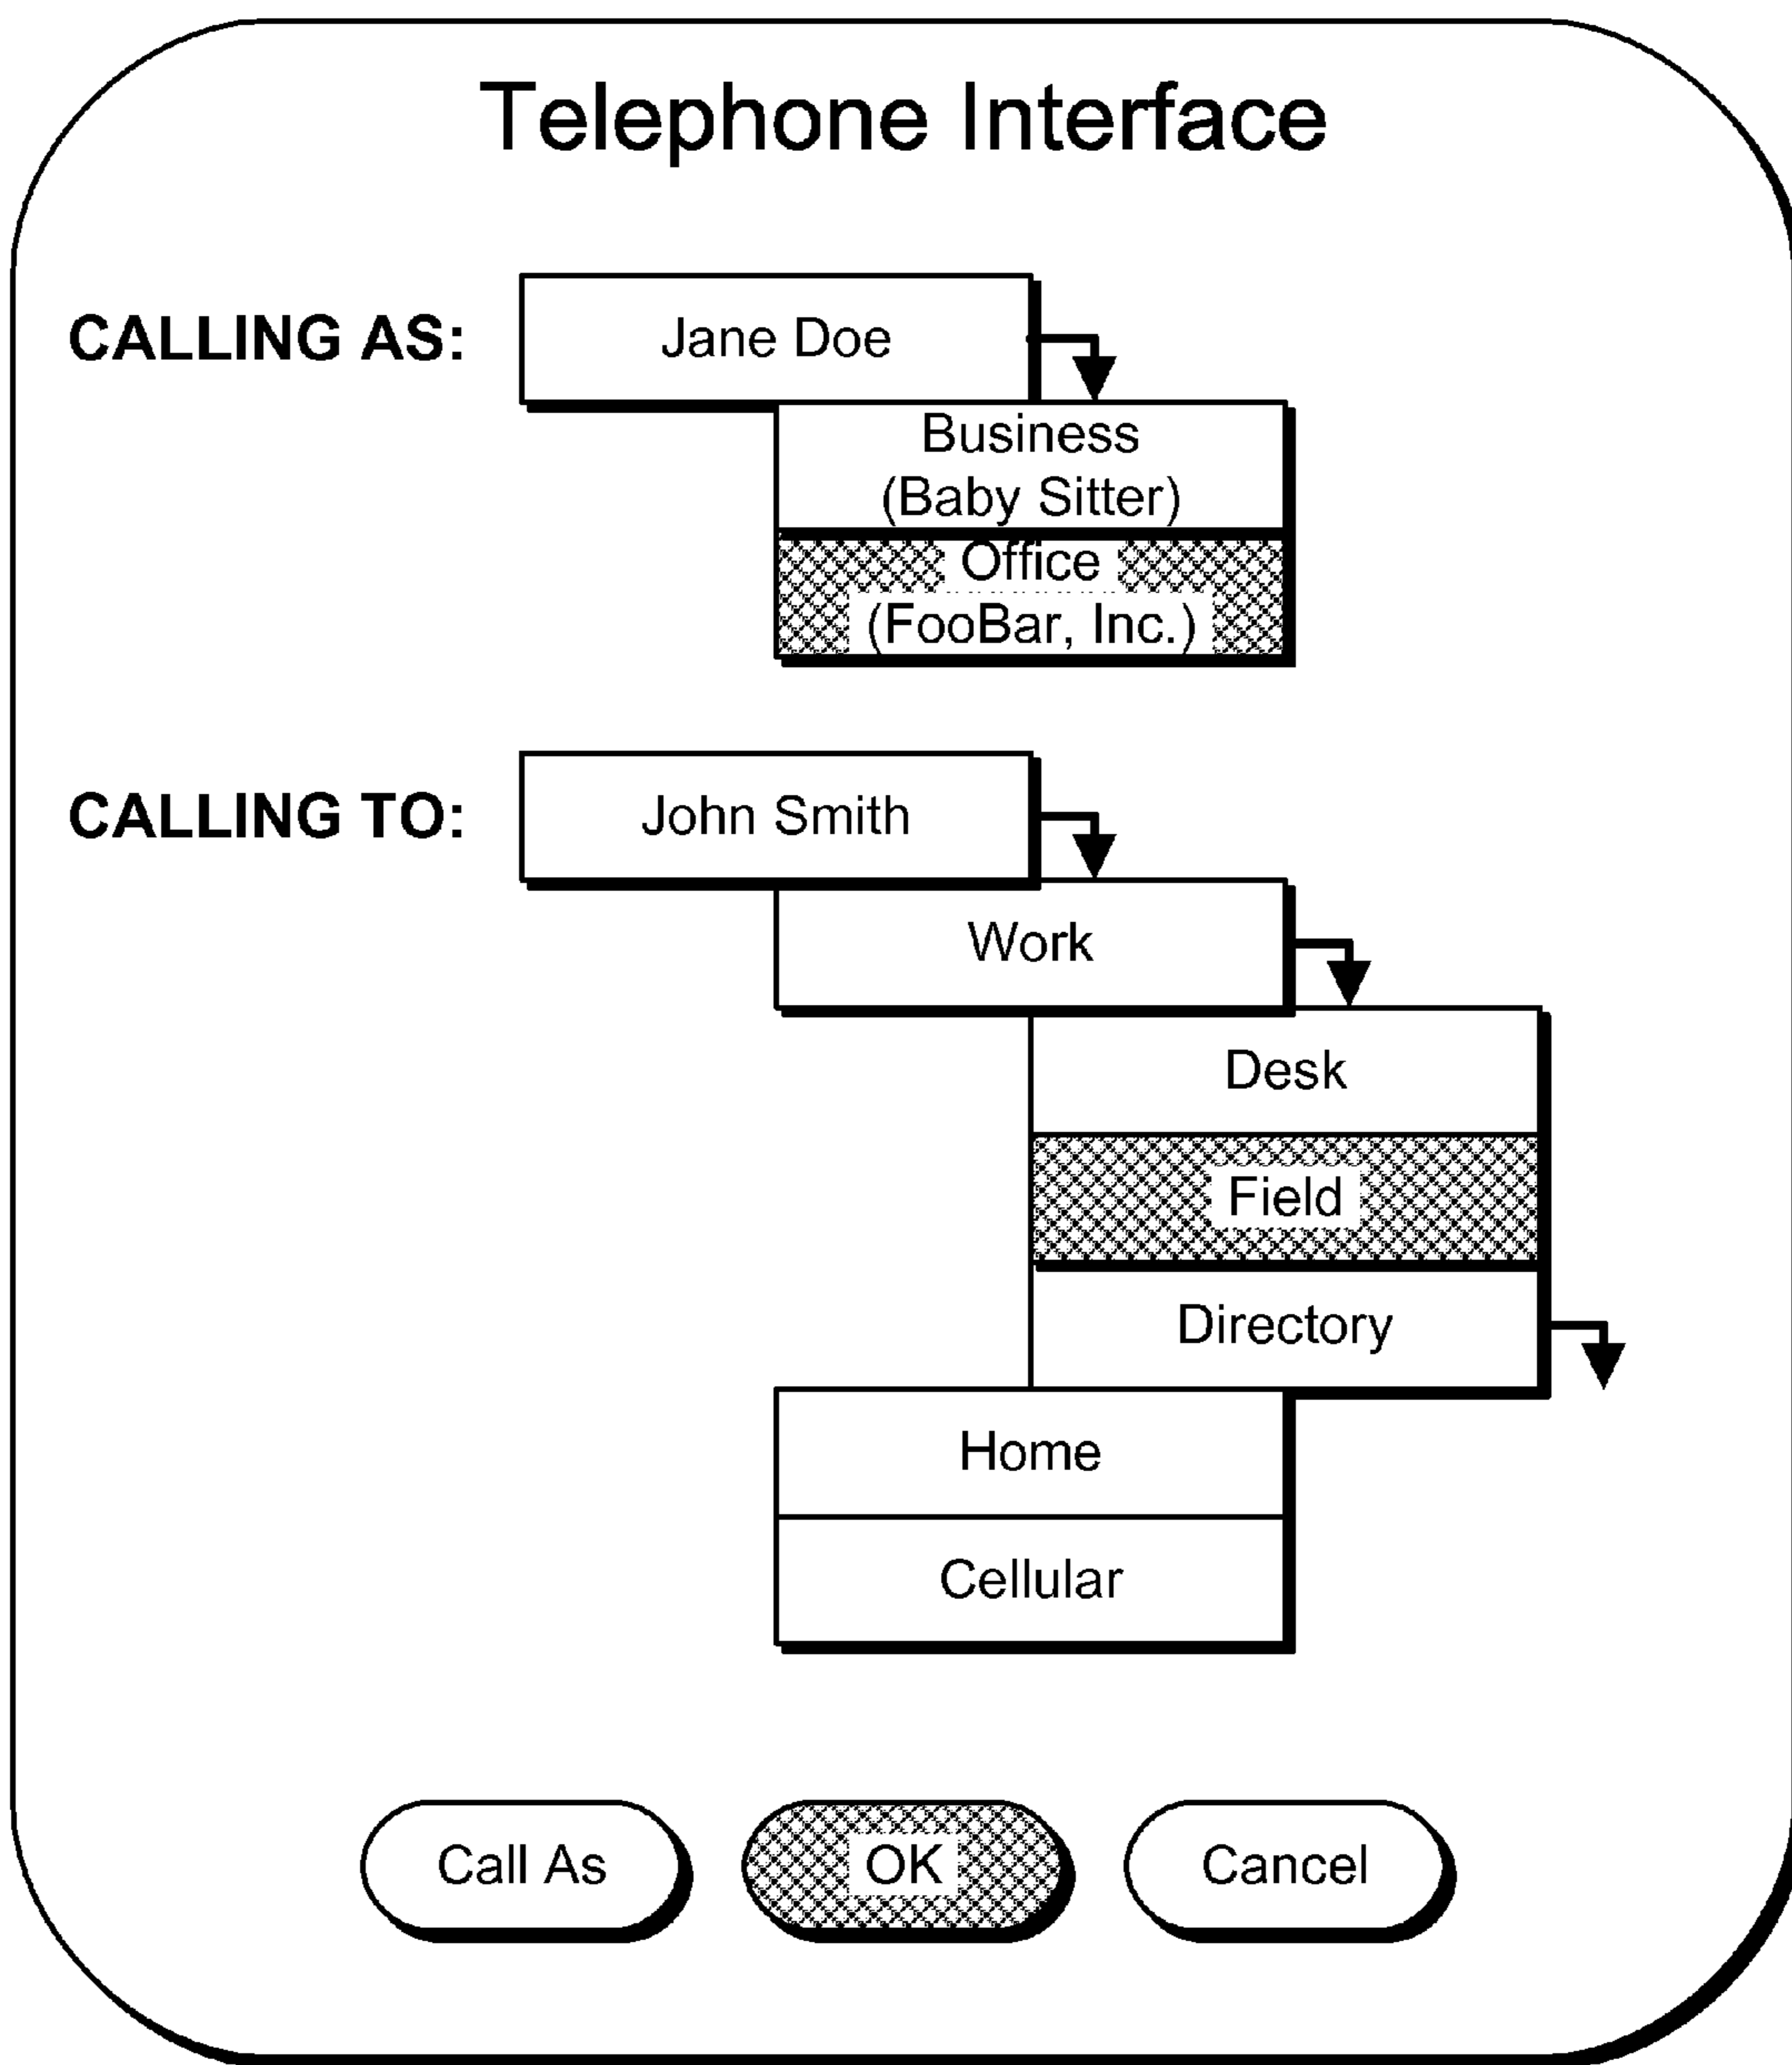 Telephone Interface
CALLING AS:
Jane Doe
Business
(Baby Sitter)
Office
(FooBar, Inc.)
CALLING TO:
John Smith
Work
Desk
Field
Directory
Home
Cellular
Call As
OK
Cancel